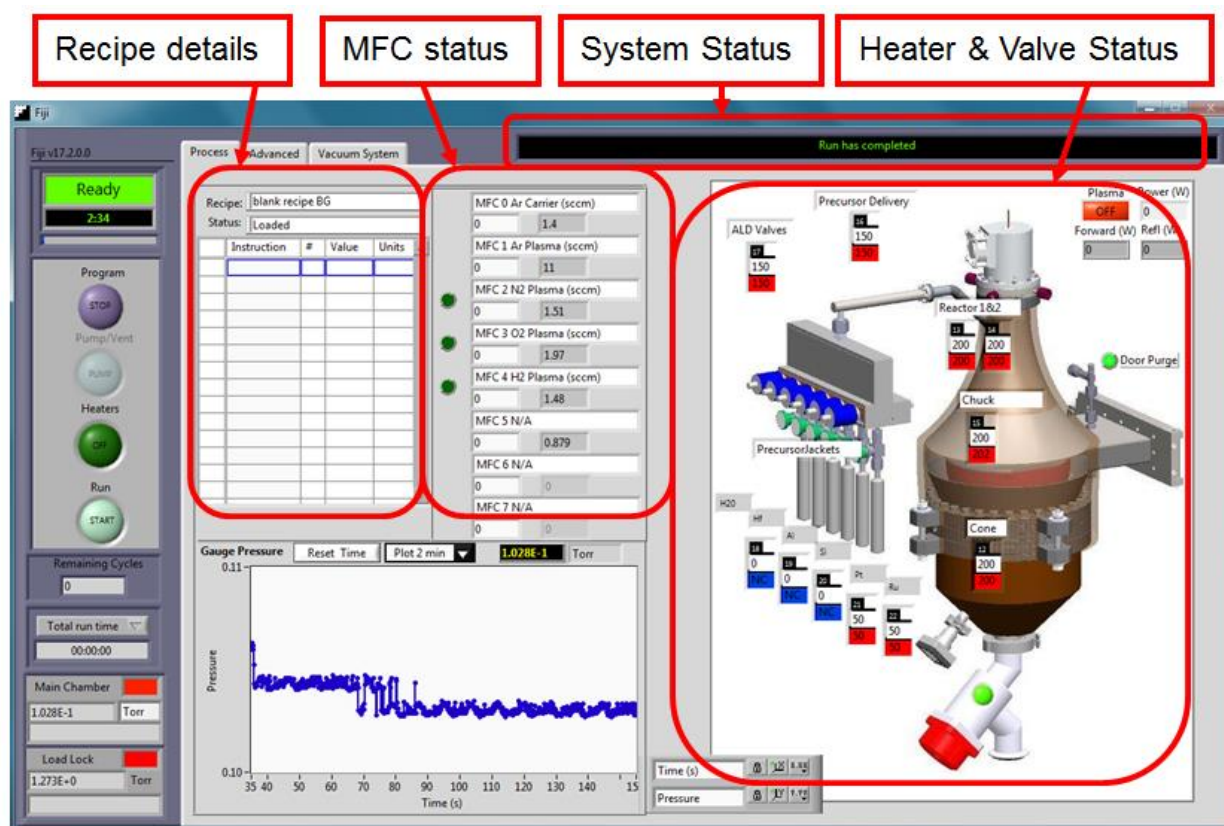 Recipe details
MFC status
System Status
Heater & Valve Status
Fiji
Fiji v17.2.0.0
Ready
2:34
Program
STOP
Pump/Vent
PUMP
Heaters
OFF
Run
START
Remaining Cycles
0
Total run time
00:00:00
Main Chamber
1.028E-1 Torr
Load Lock
1.273E+0 Torr
Process Advanced Vacuum System
Run has completed
Recipe: blank recipe BG
Status: Loaded
Instruction # Value Units
MFC 0 Ar Carrier (sccm)
0 1.4
MFC 1 Ar Plasma (sccm)
0 11
MFC 2 N2 Plasma (sccm)
0 1.51
MFC 3 O2 Plasma (sccm)
0 1.97
MFC 4 H2 Plasma (sccm)
0 1.48
MFC 5 N/A
0 0.879
MFC 6 N/A
0 0
MFC 7 N/A
0 0
Gauge Pressure Reset Time Plot 2 min 1.028E-1 Torr
0.11
Pressure
0.10
35 40 50 60 70 80 90 100 110 120 130 140 15
Time (s)
Time (s)
Pressure
Plasma Power (W)
OFF 0
Forward (W) Refl (W)
0 0
Precursor Delivery
16
150
150
ALD Valves
17
150
150
Reactor 1&2
13 14
200 200
200 200
Door Purge
Chuck
15
200
202
PrecursorJackets
Cone
12
200
200
H20
Hf
Al
Si
Pt
Ru
18
0
NC
19
0
NC
20
0
NC
21
50
50
22
50
50